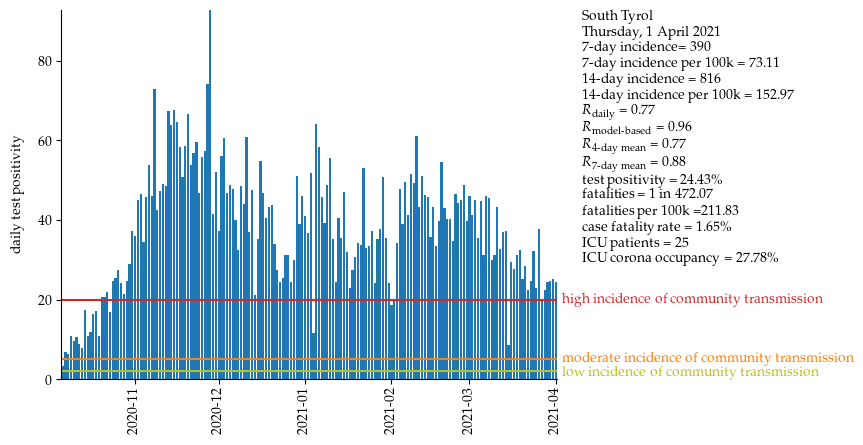 South Tyrol
Thursday, 1 April 2021
7-day incidence= 390
7-day incidence per 100k = 73.11
14-day incidence = 816
14-day incidence per 100k = 152.97
R daily = 0.77
R model-based = 0.96
R 4-day mean = 0.77
R 7-day mean = 0.88
test positivity = 24.43%
fatalities = 1 in 472.07
fatalities per 100k =211.83
case fatality rate = 1.65%
ICU patients = 25
ICU corona occupancy = 27.78%
daily test positivity
80
60
40
20
0
high incidence of community transmission
moderate incidence of community transmission
low incidence of community transmission
2020-11
2020-12
2021-01
2021-02
2021-03
2021-04